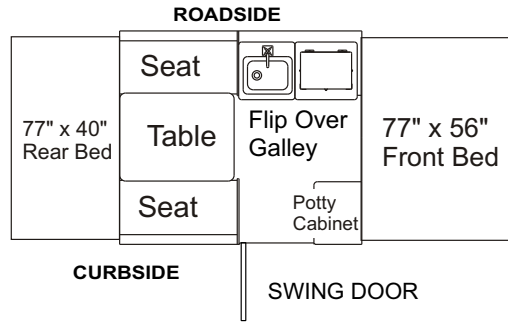 ROADSIDE
Seat
77" x 40"
Rear Bed
Table
Flip Over
Galley
77" x 56"
Front Bed
Seat
Potty
Cabinet
CURBSIDE
SWING DOOR